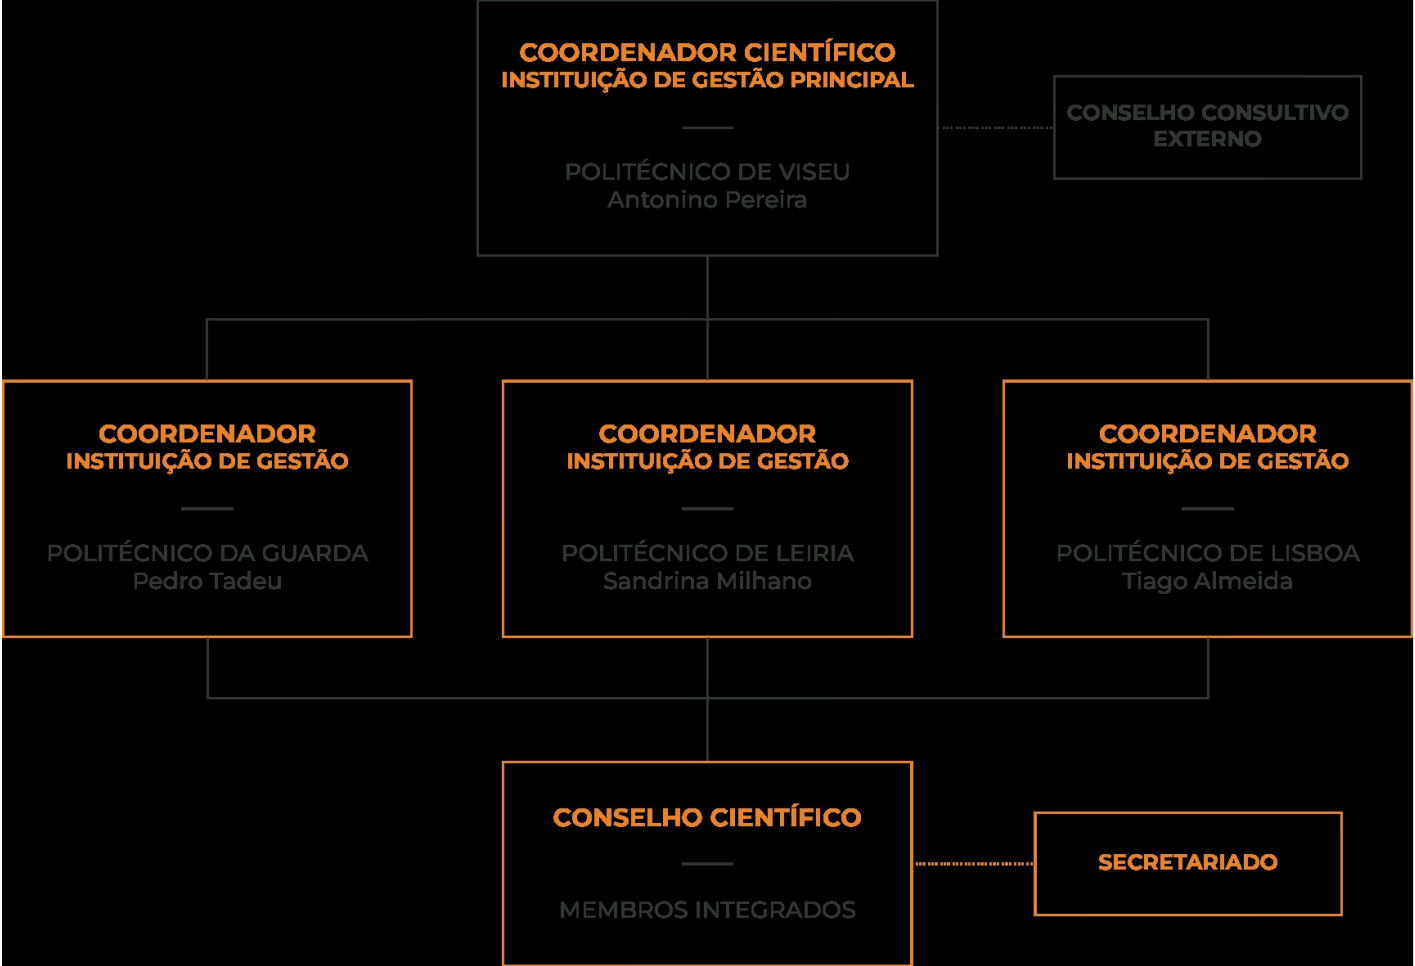 COORDENADOR CIENTÍFICO
INSTITUIÇÃO DE GESTÃO PRINCIPAL
POLITÉCNICO DE VISEU
Antonino Pereira
CONSELHO CONSULTIVO
EXTERNO
COORDENADOR
INSTITUIÇÃO DE GESTÃO
POLITÉCNICO DA GUARDA
Pedro Tadeu
COORDENADOR
INSTITUIÇÃO DE GESTÃO
POLITÉCNICO DE LEIRIA
Sandrina Milhano
COORDENADOR
INSTITUIÇÃO DE GESTÃO
POLITÉCNICO DE LISBOA
Tiago Almeida
CONSELHO CIENTÍFICO
MEMBROS INTEGRADOS
SECRETARIADO